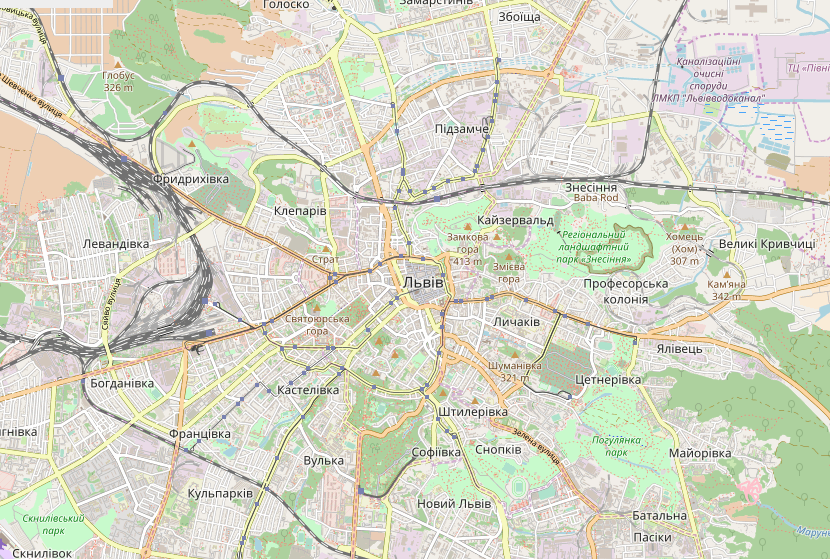 Голоско
Замарстинів
Збоїща
Глобус
326 m
Шевченка вулиця
Каналізаційні
очисні
споруди
ЛМКП "Львівводоканал"
ТЦ «Півні
Підзамче
Фридрихівка
Знесіння
Baba Rod
Клепарів
Кайзервальд
Левандівка
Замкова
гора
413 m
Регіональний
ландшафтний
парк «Знесіння»
Хомець
(Хом)
307 m
Великі Кривчиці
Страт
Львів
Змієва
гора
Професорська
колонія
Кам'яна
342 m
Сяйво вулиця
Святоюрська
гора
Личаків
Ялівець
Богданівка
Шуманівка
321 m
Цетнерівка
Кастелівка
Штилерівка
гнівка
Францівка
Зелена вулиця
Погулянка
парк
Майорівка
Вулька
Софіївка
Снопків
Кульпарків
Новий Львів
Скнилівський
парк
Батальна
Пасіки
Маруні
Скнилівок